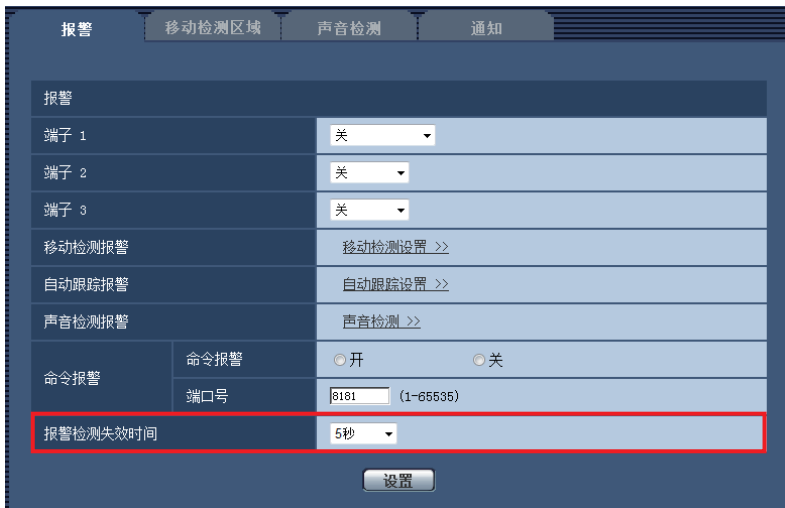 报警 移动检测区域 声音检测 通知
报警
端子 1 关
端子 2 关
端子 3 关
移动检测报警 移动检测设置 >>
自动跟踪报警 自动跟踪设置 >>
声音检测报警 声音检测 >>
命令报警 命令报警 开 关
端口号 8181 (1-65535)
报警检测失效时间 5秒
设置